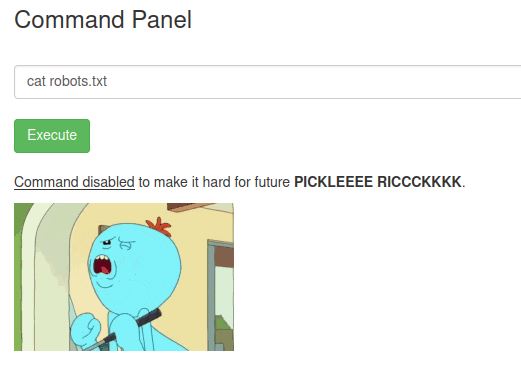 Command Panel
cat robots.txt
Execute
Command disabled to make it hard for future PICKLEEEE RICCCKKKK.